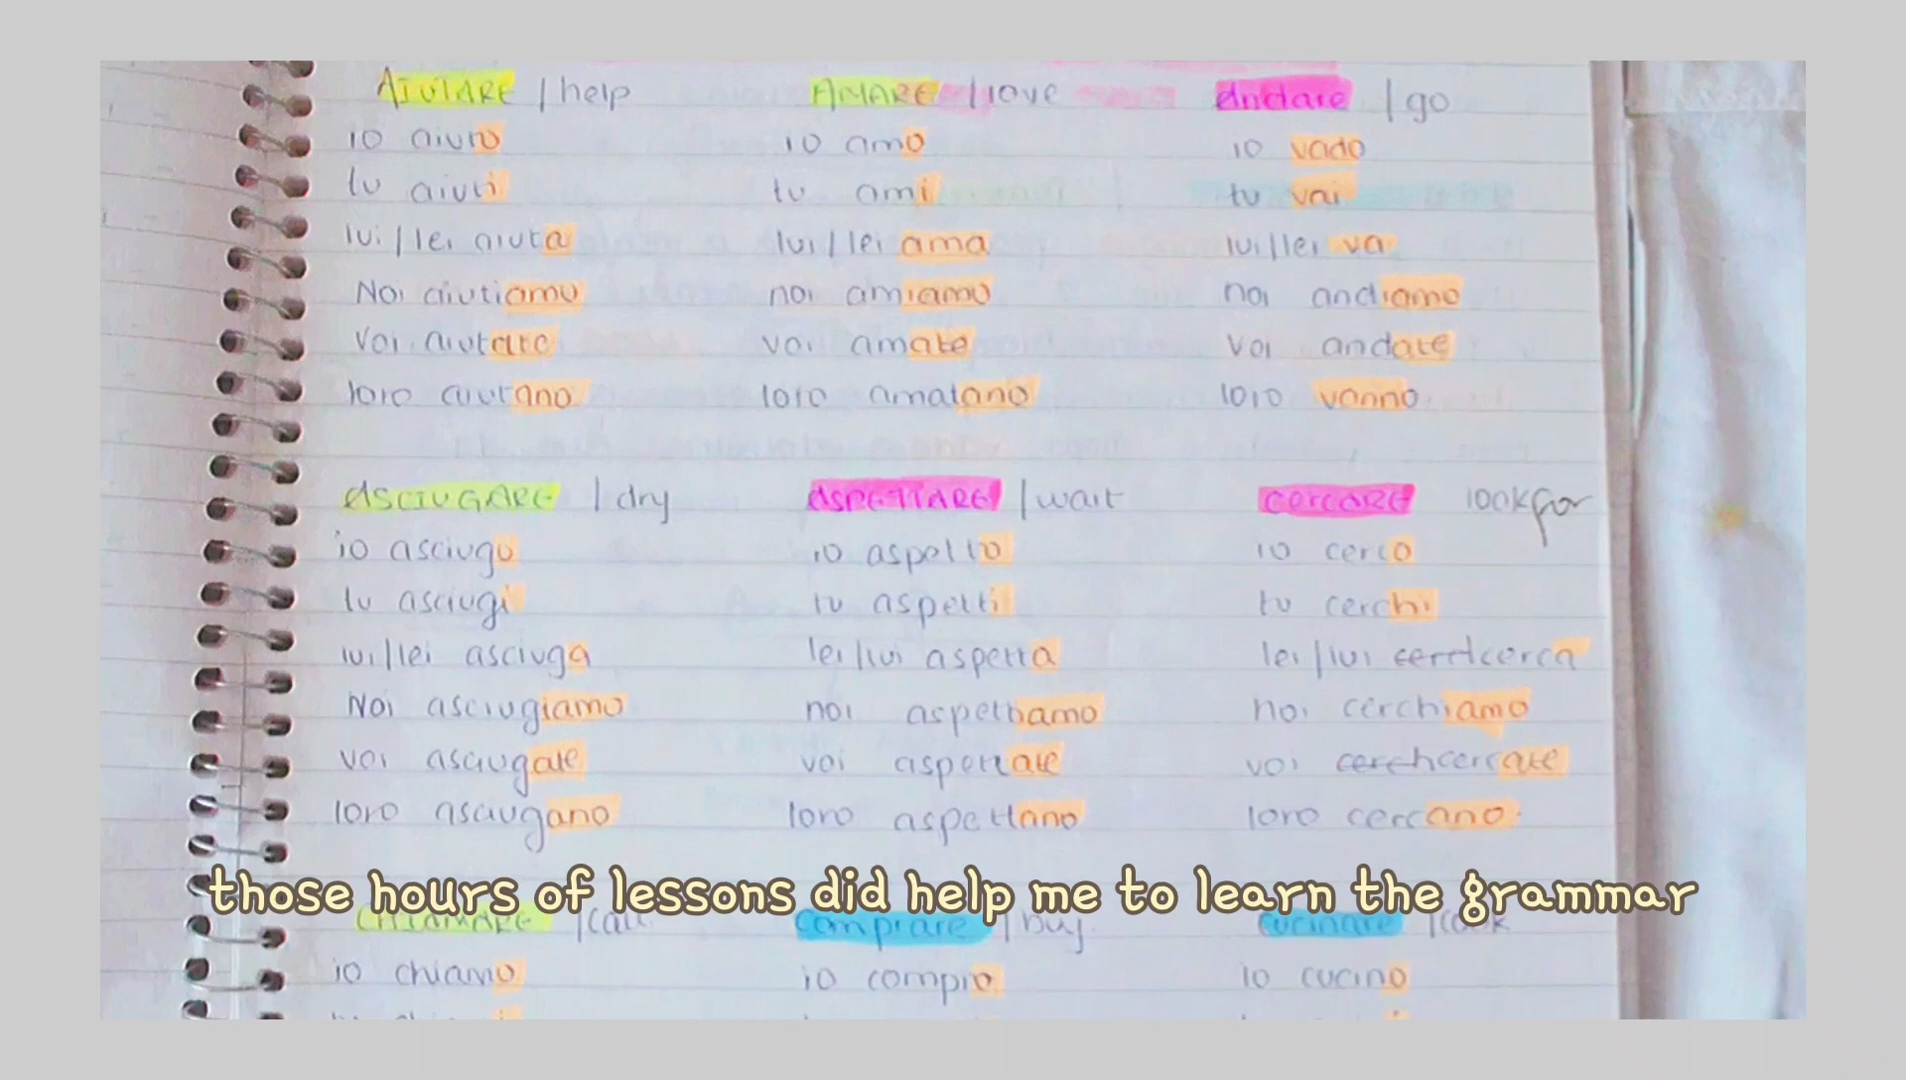 AIUTARE / help
io aiuto
tu aiuti
lui / lei aiuta
Noi aiutiamo
Voi aiutate
loro aiutano
AMARE / love
io amo
tu ami
lui / lei ama
noi amiamo
voi amate
loro amatano
andare / go
io vado
tu vai
lui/lei va
noi andiamo
Voi andate
loro vanno
ASCIUGARE / dry
io asciugo
tu asciugi
lui/lei asciuga
Noi asciugiamo
voi asciugate
loro asciugano
ASPETTARE / wait
io aspetto
tu aspetti
lei/lui aspetta
noi aspettiamo
voi aspettate
loro aspettano
CERCARE look for
io cerco
tu cerchi
lei/lui cerca
noi cerchiamo
voi cercate
loro cercano
those hours of lessons did help me to learn the grammar
CHIAMARE / call
io chiamo
comprare / buy
io compro
cucinare / cook
io cucino